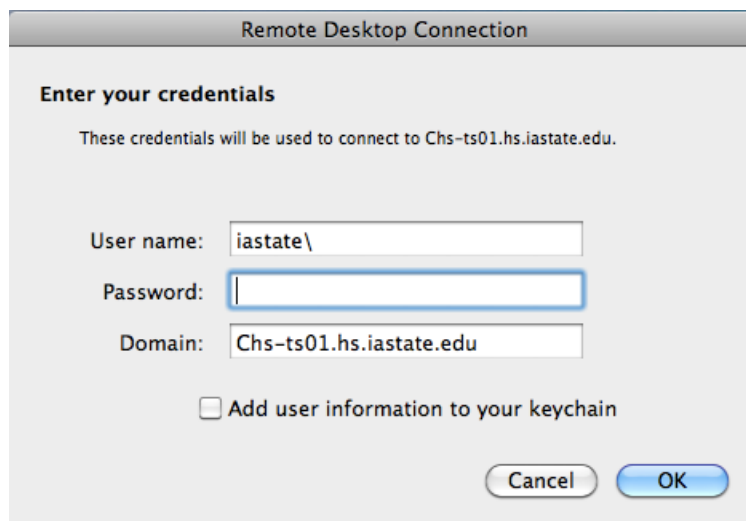 Remote Desktop Connection
Enter your credentials
These credentials will be used to connect to Chs-ts01.hs.iastate.edu.
User name: iastate\
Password:
Domain: Chs-ts01.hs.iastate.edu
Add user information to your keychain
Cancel OK